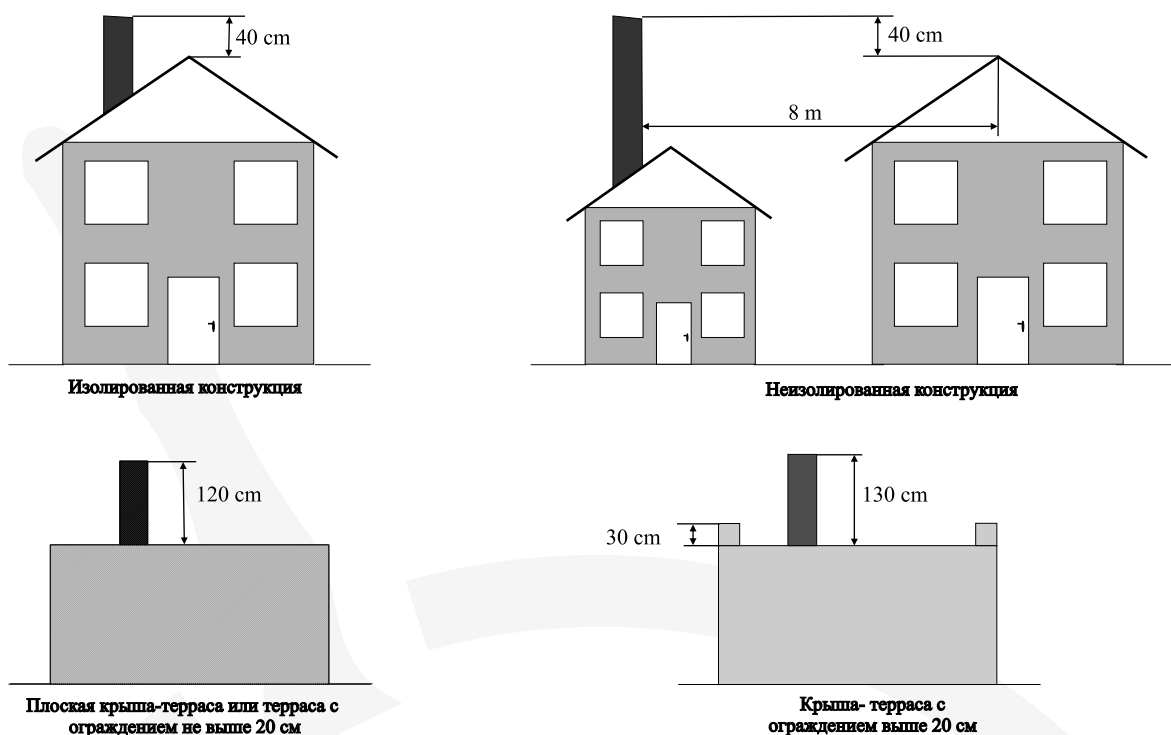 40 cm
40 cm
8 m
Изолированная конструкция
Неизолированная конструкция
120 cm
130 cm
30 cm
Плоская крыша-терраса или терраса с
ограждением не выше 20 см
Крыша- терраса с
ограждением выше 20 см